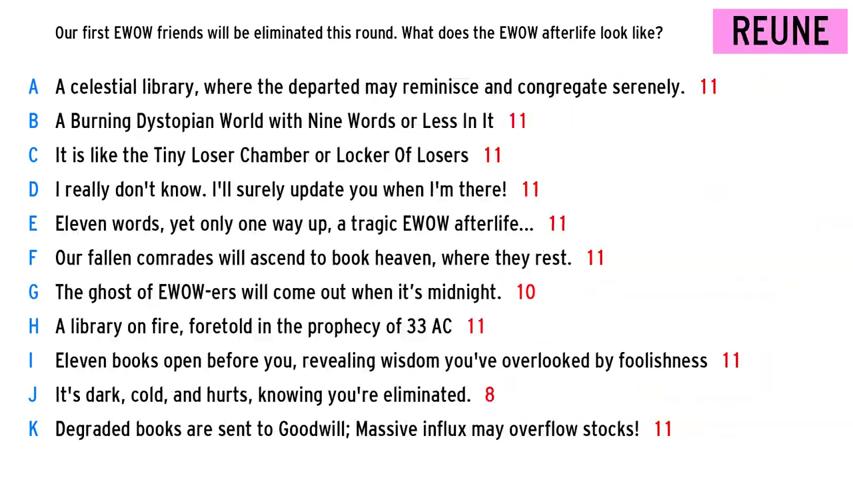 Our first EWOW friends will be eliminated this round. What does the EWOW afterlife look like?
REUNE
A A celestial library, where the departed may reminisce and congregate serenely. 11
B A Burning Dystopian World with Nine Words or Less In It 11
C It is like the Tiny Loser Chamber or Locker Of Losers 11
D I really don't know. I'll surely update you when I'm there! 11
E Eleven words, yet only one way up, a tragic EWOW afterlife... 11
F Our fallen comrades will ascend to book heaven, where they rest. 11
G The ghost of EWOW-ers will come out when it’s midnight. 10
H A library on fire, foretold in the prophecy of 33 AC 11
I Eleven books open before you, revealing wisdom you've overlooked by foolishness 11
J It's dark, cold, and hurts, knowing you're eliminated. 8
K Degraded books are sent to Goodwill; Massive influx may overflow stocks! 11